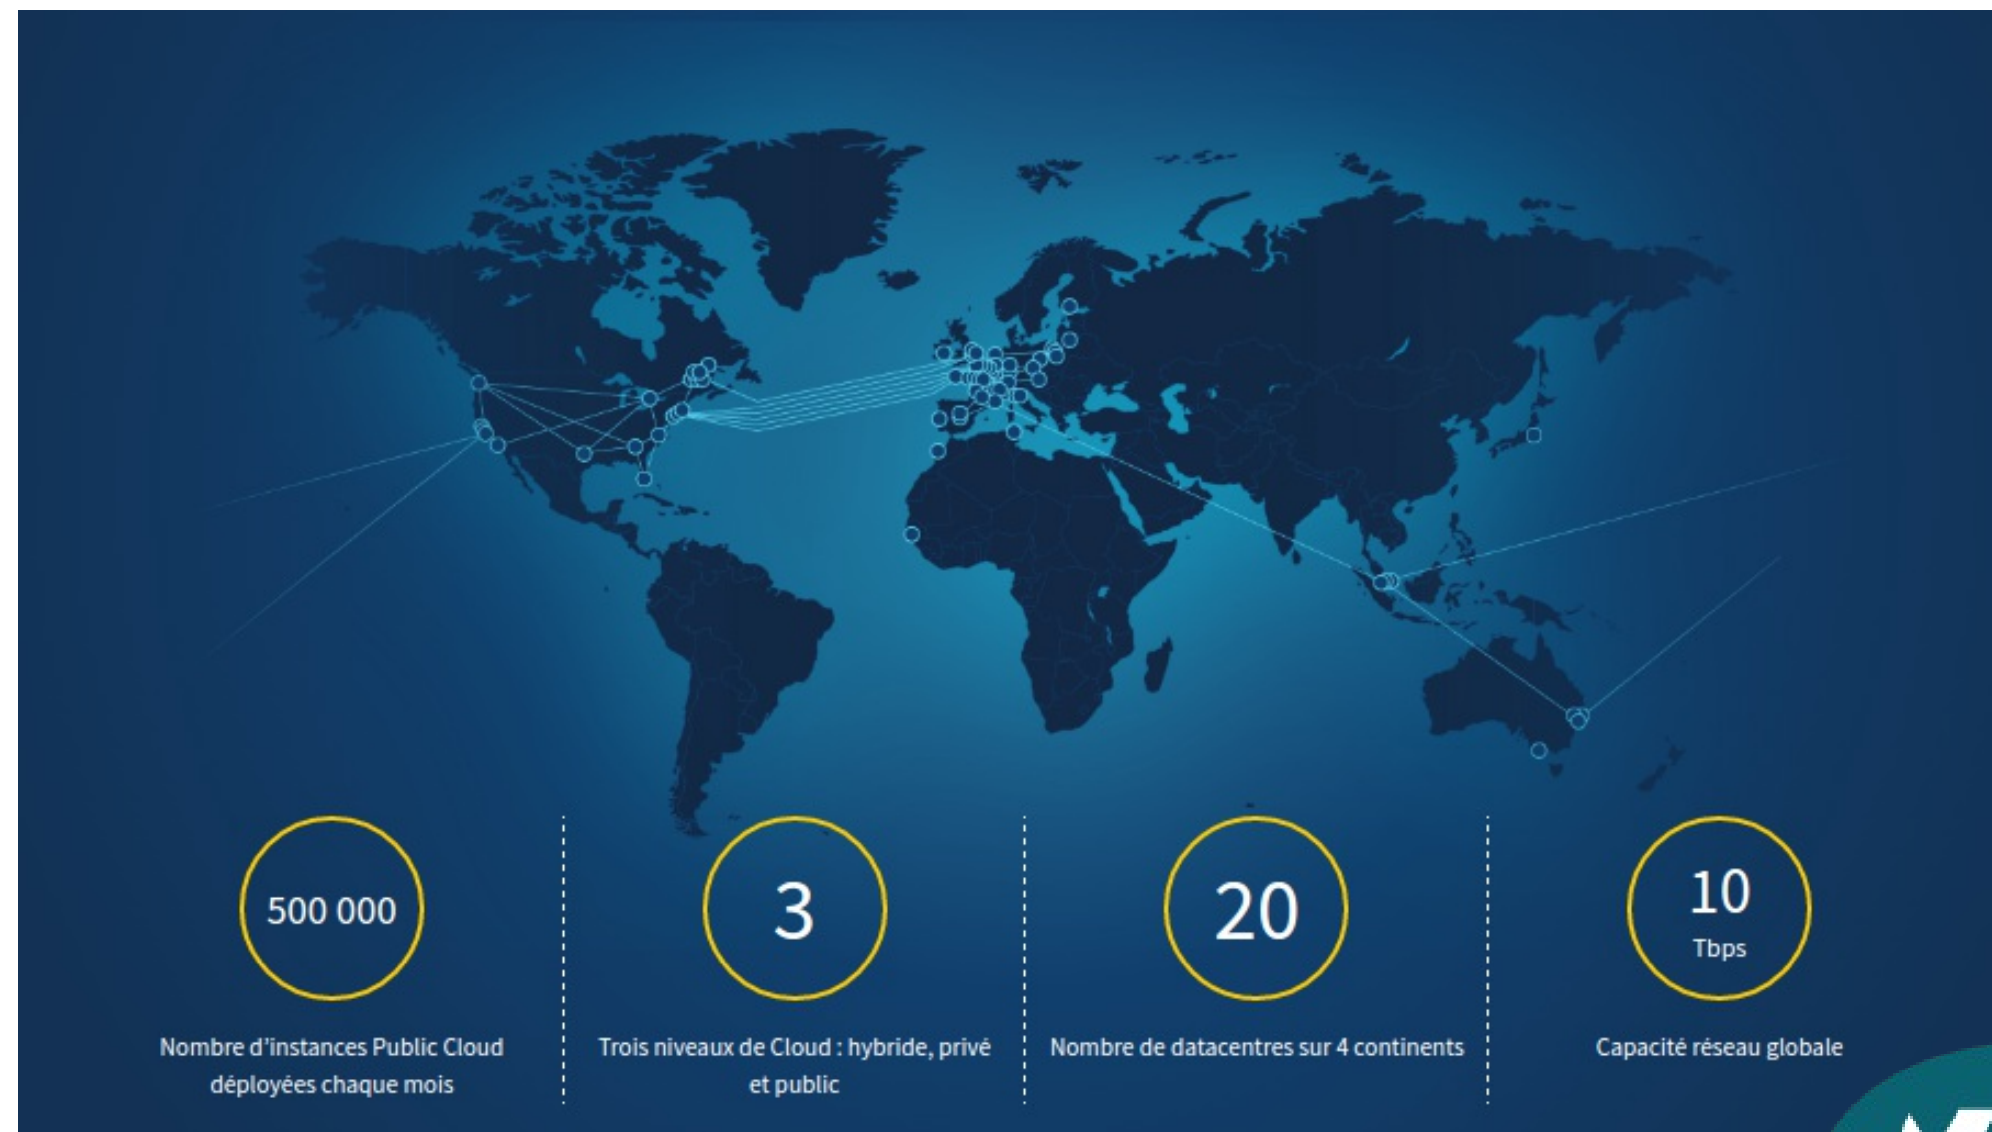 500 000
Nombre d'instances Public Cloud
déployées chaque mois
3
Trois niveaux de Cloud : hybride, privé
et public
20
Nombre de datacentres sur 4 continents
10
Tbps
Capacité réseau globale